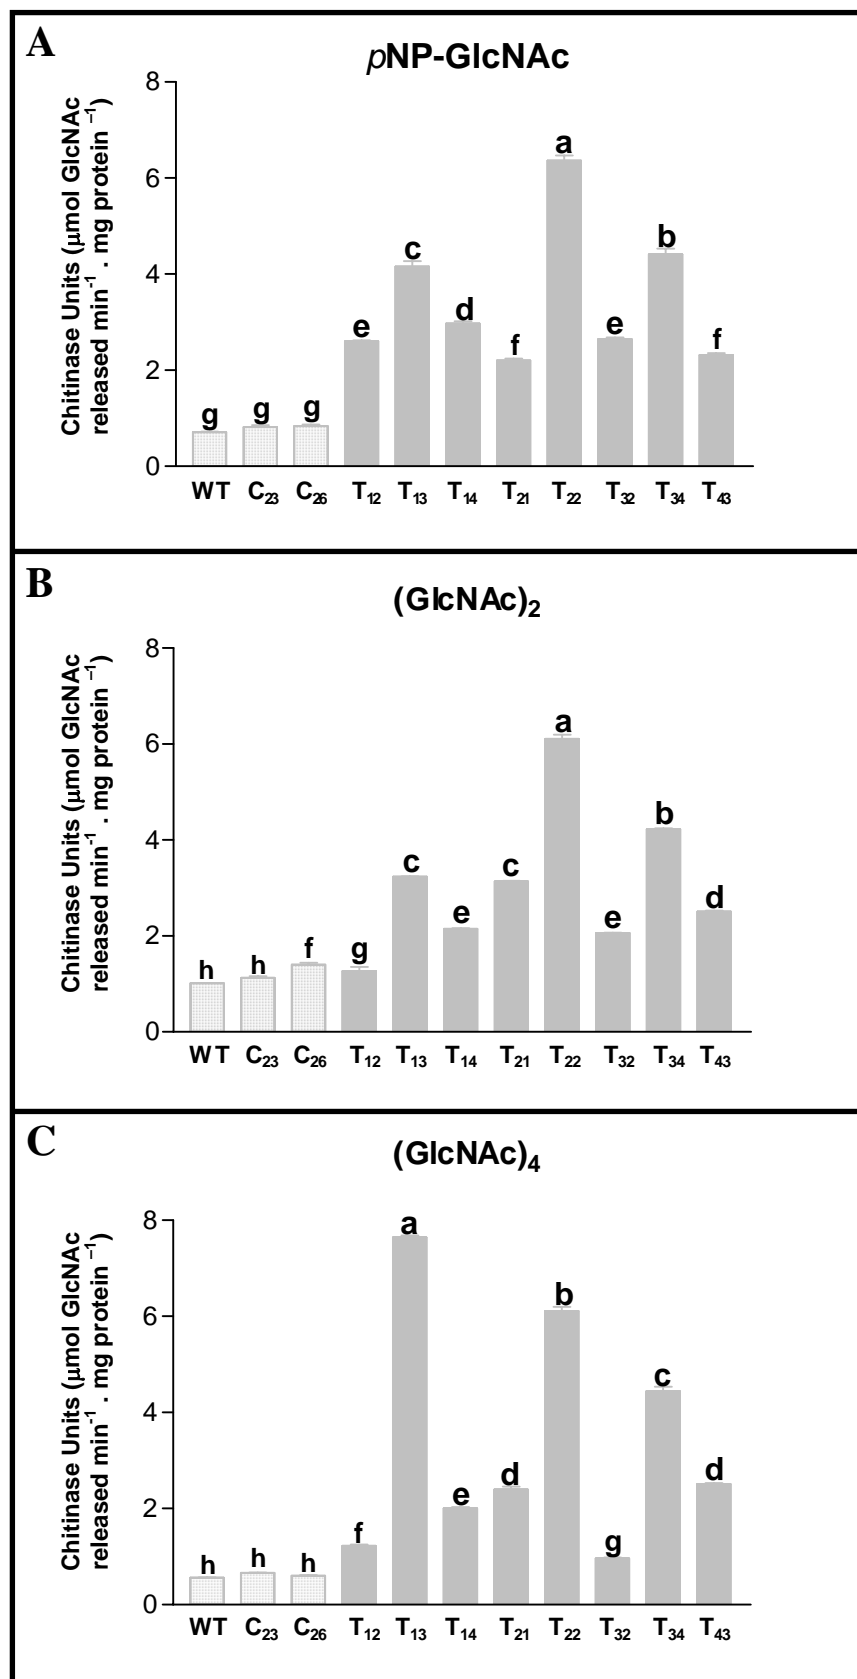 A
pNP-GlcNAc
Chitinase Units (μmol GlcNAc
released min⁻¹ . mg protein ⁻¹)
8
6
4
2
0
g g g e c d f a e b f
WT C₂₃ C₂₆ T₁₂ T₁₃ T₁₄ T₂₁ T₂₂ T₃₂ T₃₄ T₄₃
B
(GlcNAc)₂
Chitinase Units (μmol GlcNAc
released min⁻¹ . mg protein ⁻¹)
8
6
4
2
0
h h f g c e c a e b d
WT C₂₃ C₂₆ T₁₂ T₁₃ T₁₄ T₂₁ T₂₂ T₃₂ T₃₄ T₄₃
C
(GlcNAc)₄
Chitinase Units (μmol GlcNAc
released min⁻¹ . mg protein ⁻¹)
8
6
4
2
0
h h h f a e d b g c d
WT C₂₃ C₂₆ T₁₂ T₁₃ T₁₄ T₂₁ T₂₂ T₃₂ T₃₄ T₄₃